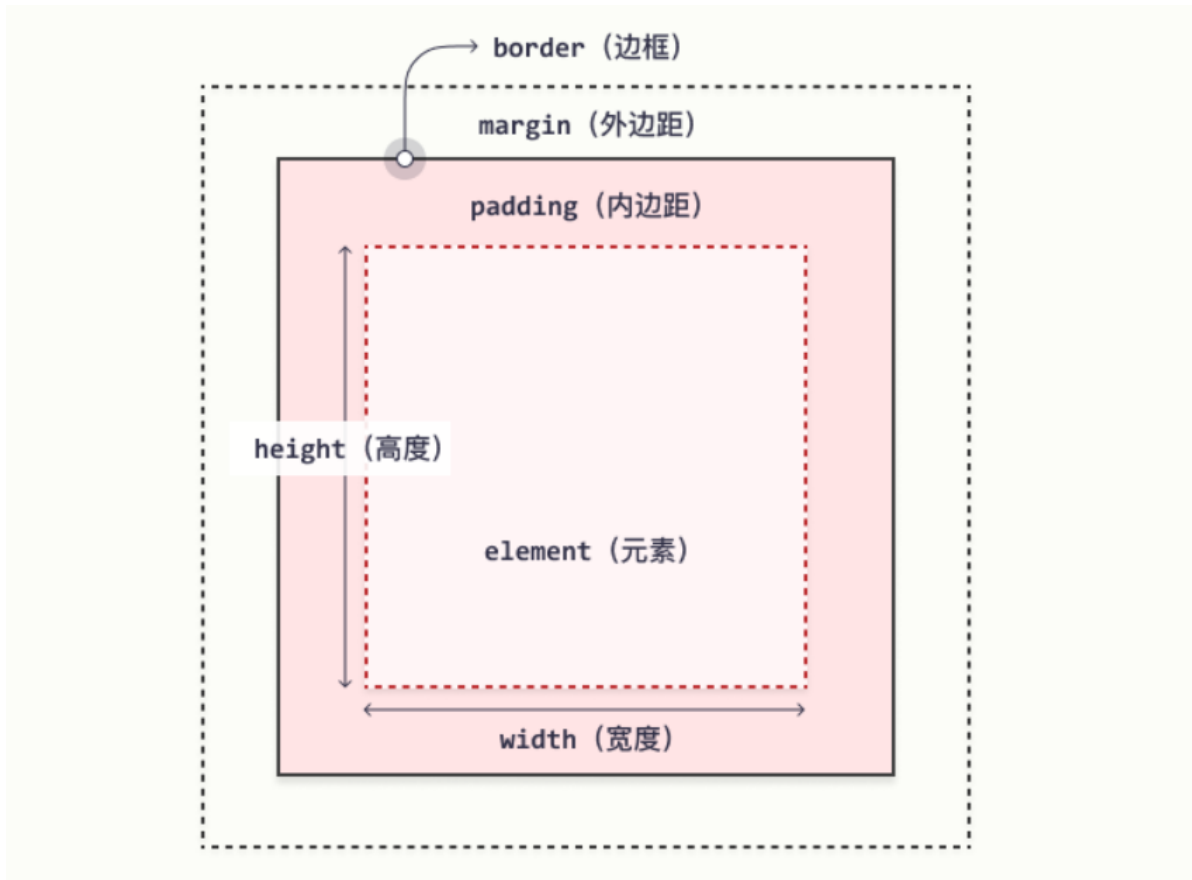 border（边框）
margin（外边距）
padding（内边距）
height（高度）
element（元素）
width（宽度）